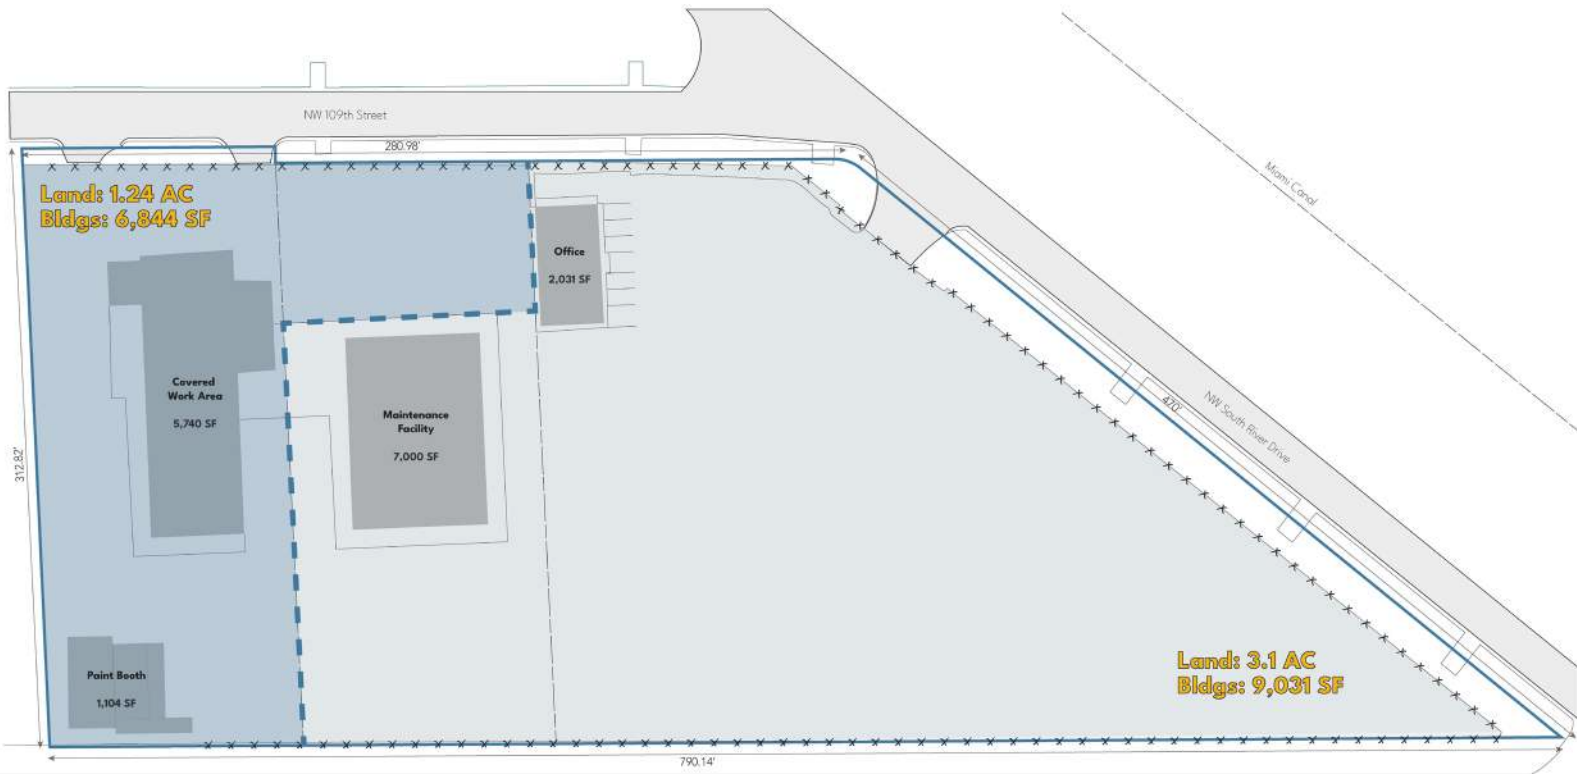 NW 109th Street
280.98'
Miami Canal
Land: 1.24 AC
Bldgs: 6,844 SF
Office
2,031 SF
Covered
Work Area
5,740 SF
Maintenance
Facility
7,000 SF
470'
NW South River Drive
312.82'
Paint Booth
1,104 SF
Land: 3.1 AC
Bldgs: 9,031 SF
790.14'